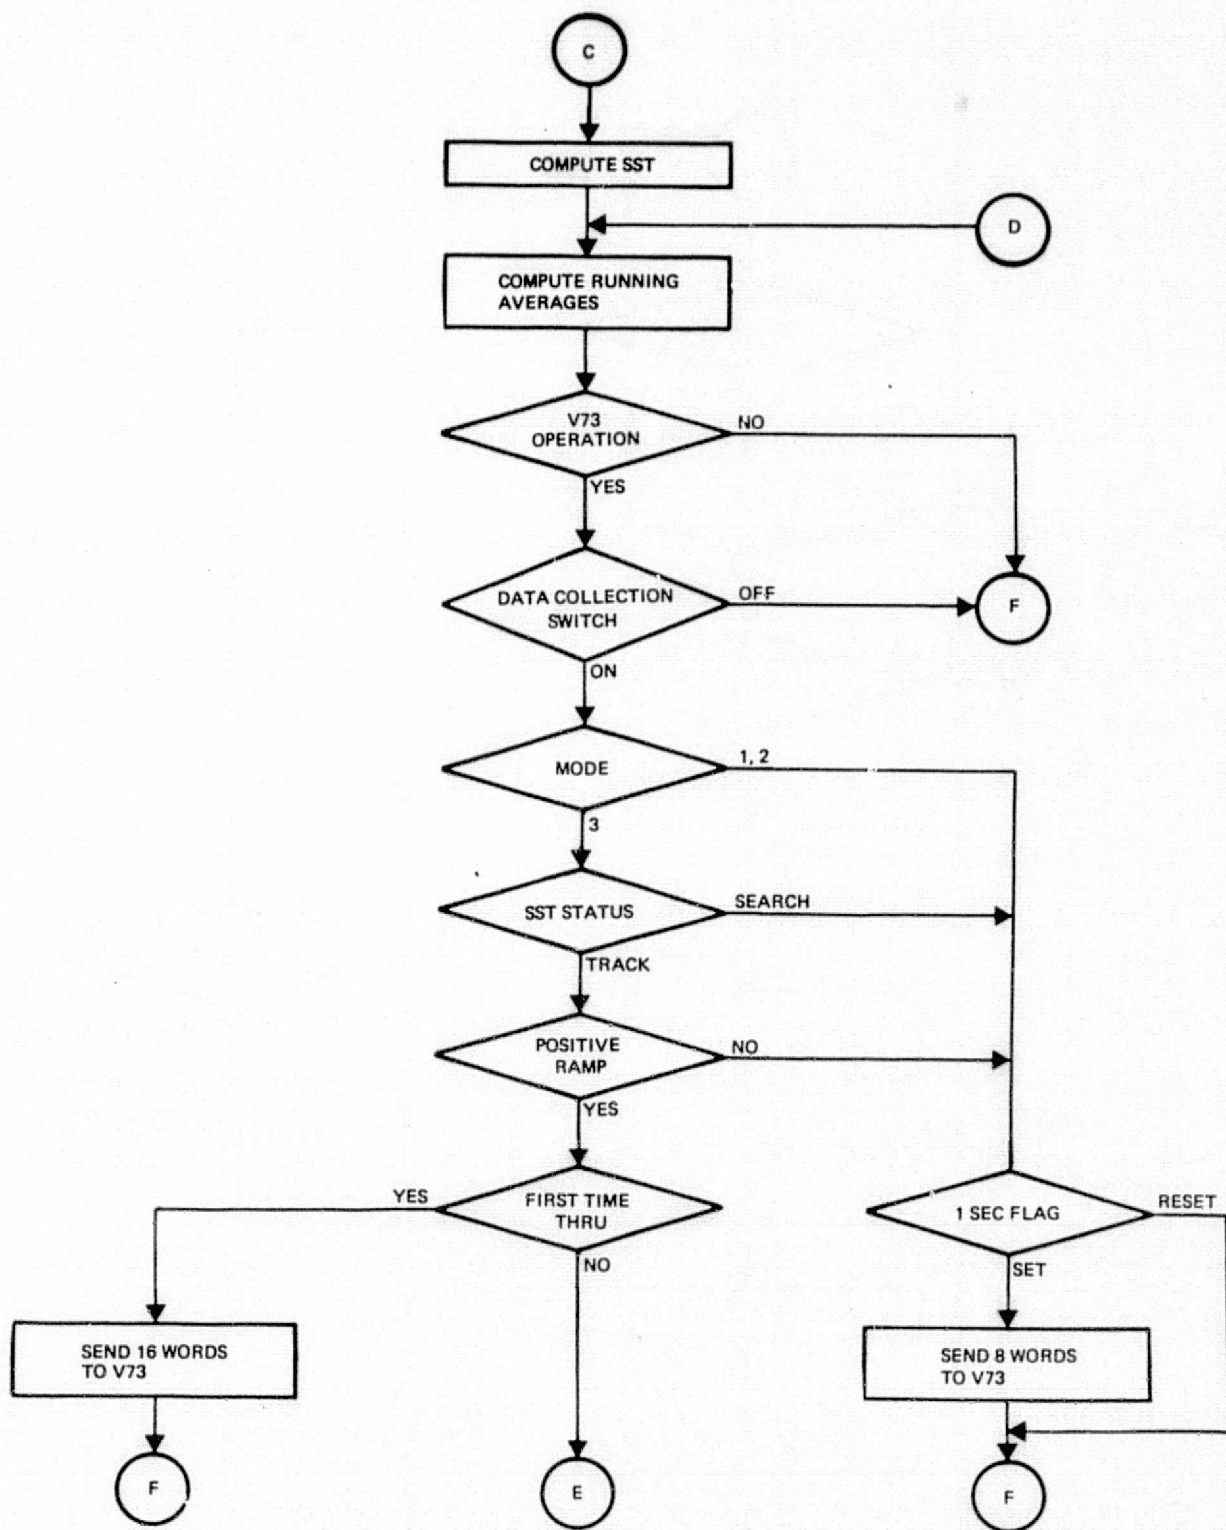 C
COMPUTE SST
D
COMPUTE RUNNING
AVERAGES
V73
OPERATION
NO
YES
DATA COLLECTION
SWITCH
OFF
F
ON
MODE
1, 2
3
SST STATUS
SEARCH
TRACK
POSITIVE
RAMP
NO
YES
YES
FIRST TIME
THRU
NO
1 SEC FLAG
RESET
SET
SEND 16 WORDS
TO V73
SEND 8 WORDS
TO V73
F
E
F